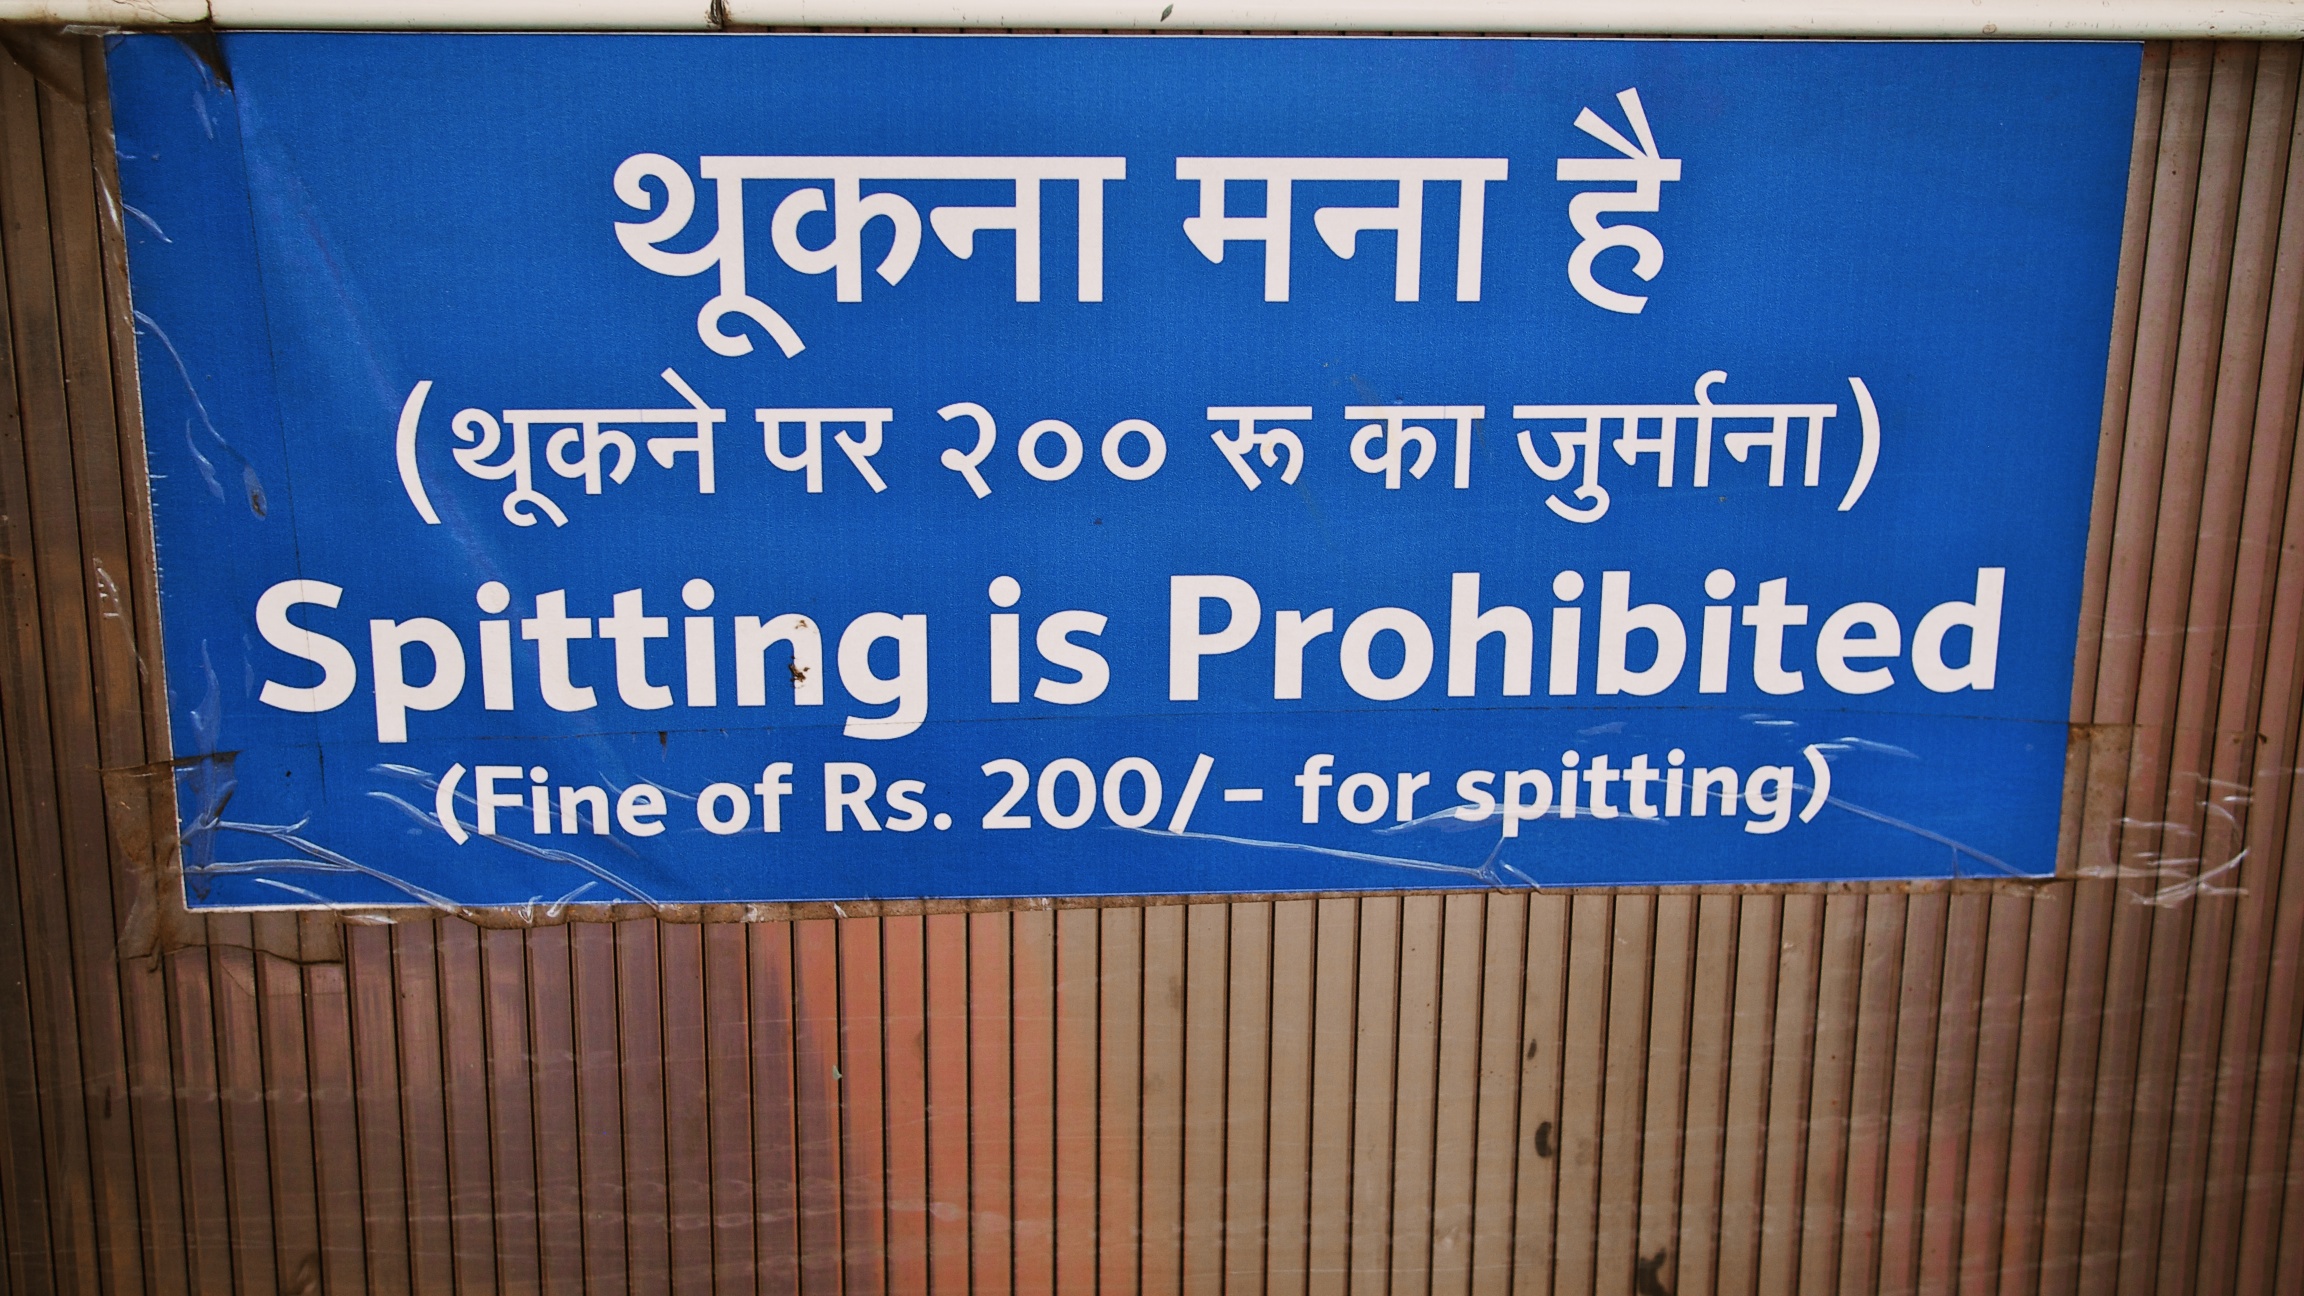 थूकना मना है
(थूकने पर २०० रू का जुर्माना)
Spitting is Prohibited
(Fine of Rs. 200/- for spitting)